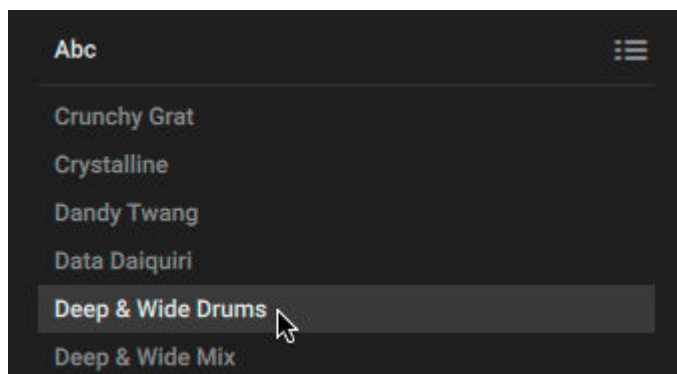 Abc
Crunchy Grat
Crystalline
Dandy Twang
Data Daiquiri
Deep & Wide Drums
Deep & Wide Mix